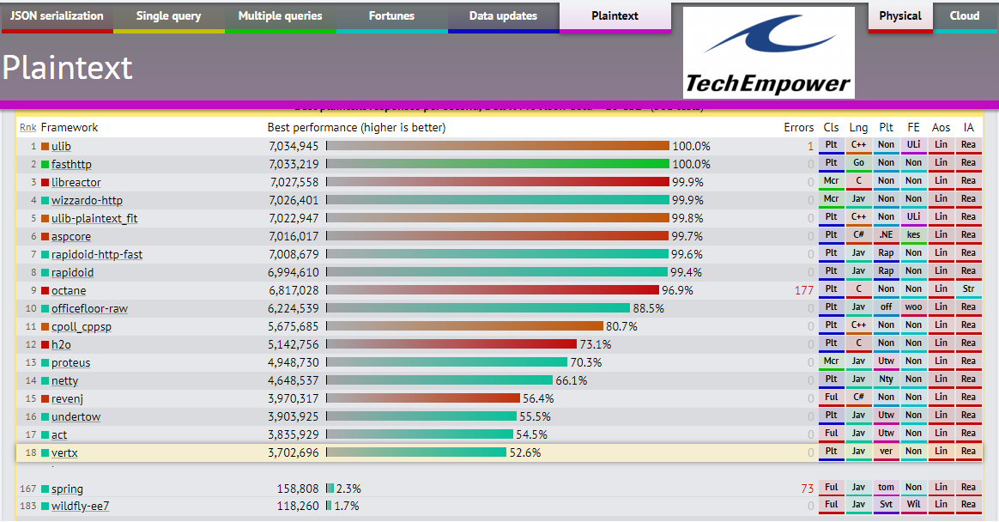 JSON serialization Single query Multiple queries Fortunes Data updates Plaintext Physical Cloud
Plaintext
TechEmpower
Rnk Framework Best performance (higher is better) Errors Cls Lng Plt FE Aos IA
1 ulib 7,034,945 100.0% 1 Plt C++ Non ULi Lin Rea
2 fasthttp 7,033,219 100.0% 0 Plt Go Non Non Lin Rea
3 libreactor 7,027,558 99.9% 0 Mcr C Non Non Lin Rea
4 wizzardo-http 7,026,401 99.9% 0 Mcr Jav Non Non Lin Rea
5 ulib-plaintext_fit 7,022,947 99.8% 0 Plt C++ Non ULi Lin Rea
6 aspcore 7,016,017 99.7% 0 Plt C# .NE kes Lin Rea
7 rapidoid-http-fast 7,008,679 99.6% 0 Plt Jav Rap Non Lin Rea
8 rapidoid 6,994,610 99.4% 0 Plt Jav Rap Non Lin Rea
9 octane 6,817,028 96.9% 177 Plt C Non Non Lin Str
10 officefloor-raw 6,224,539 88.5% 0 Plt Jav off woo Lin Rea
11 cpoll_cppsp 5,675,685 80.7% 0 Plt C++ Non Non Lin Rea
12 h2o 5,142,756 73.1% 0 Plt C Non Non Lin Rea
13 proteus 4,948,730 70.3% 0 Mcr Jav Utw Non Lin Rea
14 netty 4,648,537 66.1% 0 Plt Jav Nty Non Lin Rea
15 revenj 3,970,317 56.4% 0 Ful C# Non Non Lin Rea
16 undertow 3,903,925 55.5% 0 Plt Jav Utw Non Lin Rea
17 act 3,835,929 54.5% 0 Ful Jav Utw Non Lin Rea
18 vertx 3,702,696 52.6% 0 Plt Jav ver Non Lin Rea
167 spring 158,808 2.3% 73 Ful Jav tom Non Lin Rea
183 wildfly-ee7 118,260 1.7% 0 Ful Jav Svt Wil Lin Rea